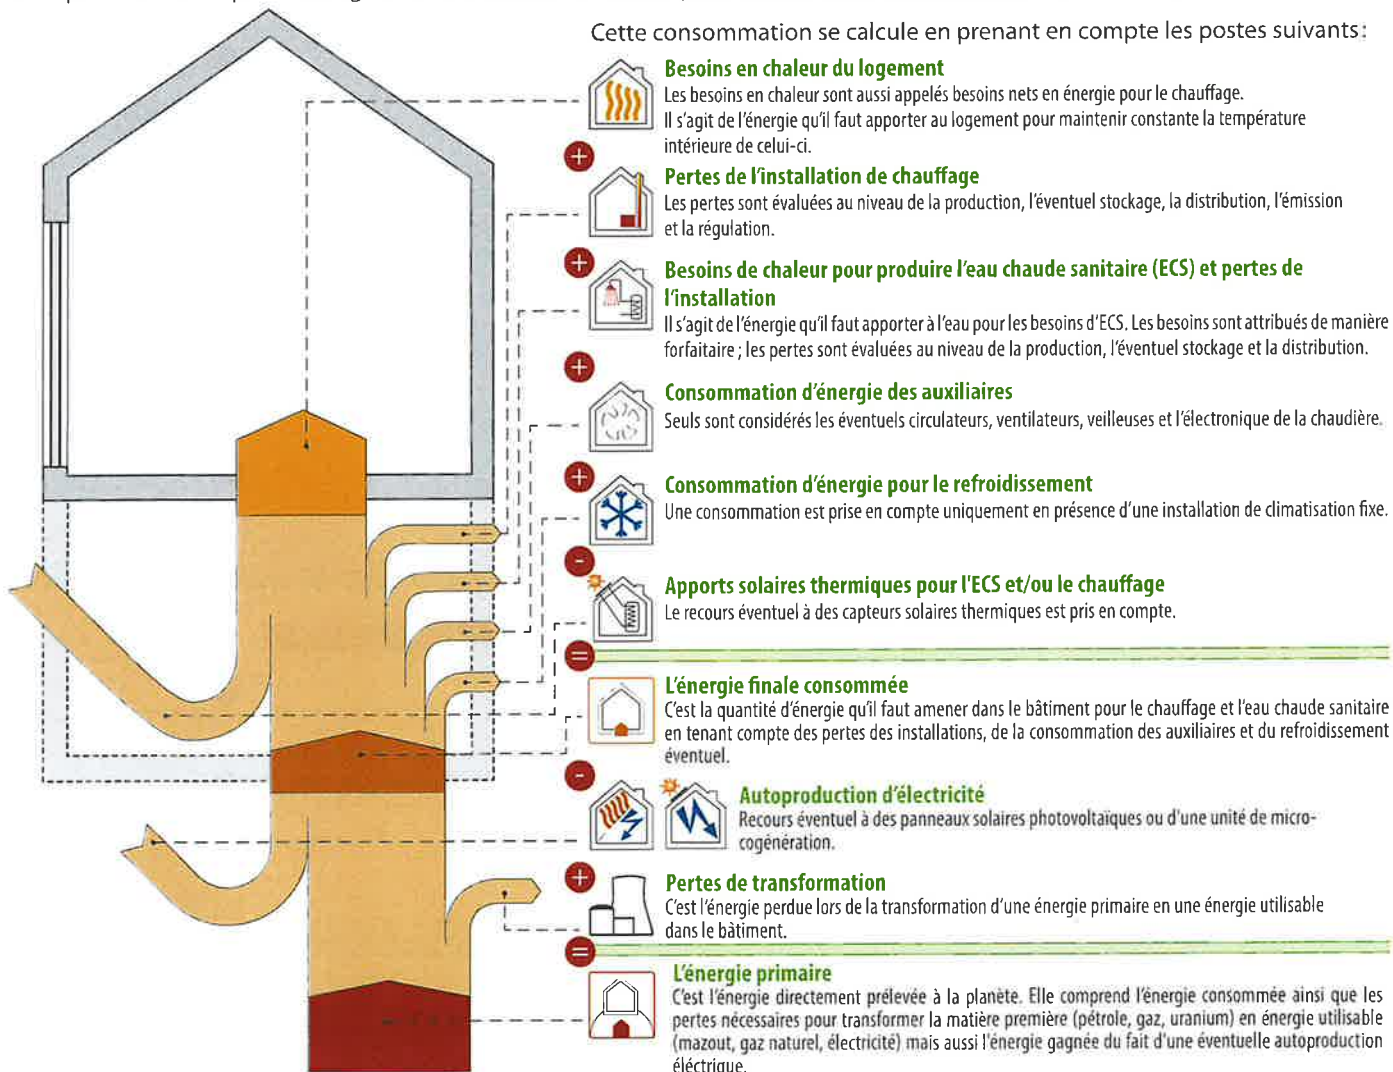 Cette consommation se calcule en prenant en compte les postes suivants:
Besoins en chaleur du logement
Les besoins en chaleur sont aussi appelés besoins nets en énergie pour le chauffage.
Il s'agit de l'énergie qu'il faut apporter au logement pour maintenir constante la température
intérieure de celui-ci.
+
Pertes de l'installation de chauffage
Les pertes sont évaluées au niveau de la production, l'éventuel stockage, la distribution, l'émission
et la régulation.
+
Besoins de chaleur pour produire l'eau chaude sanitaire (ECS) et pertes de
l'installation
Il s'agit de l'énergie qu'il faut apporter à l'eau pour les besoins d'ECS. Les besoins sont attribués de manière
forfaitaire ; les pertes sont évaluées au niveau de la production, l'éventuel stockage et la distribution.
+
Consommation d'énergie des auxiliaires
Seuls sont considérés les éventuels circulateurs, ventilateurs, veilleuses et l'électronique de la chaudière.
+
Consommation d'énergie pour le refroidissement
Une consommation est prise en compte uniquement en présence d'une installation de climatisation fixe.
-
Apports solaires thermiques pour l'ECS et/ou le chauffage
Le recours éventuel à des capteurs solaires thermiques est pris en compte.
=
L'énergie finale consommée
C'est la quantité d'énergie qu'il faut amener dans le bâtiment pour le chauffage et l'eau chaude sanitaire
en tenant compte des pertes des installations, de la consommation des auxiliaires et du refroidissement
éventuel.
-
Autoproduction d'électricité
Recours éventuel à des panneaux solaires photovoltaïques ou d'une unité de micro-
cogénération.
+
Pertes de transformation
C'est l'énergie perdue lors de la transformation d'une énergie primaire en une énergie utilisable
dans le bâtiment.
=
L'énergie primaire
C'est l'énergie directement prélevée à la planète. Elle comprend l'énergie consommée ainsi que les
pertes nécessaires pour transformer la matière première (pétrole, gaz, uranium) en énergie utilisable
(mazout, gaz naturel, électricité) mais aussi l'énergie gagnée du fait d'une éventuelle autoproduction
éléctrique.